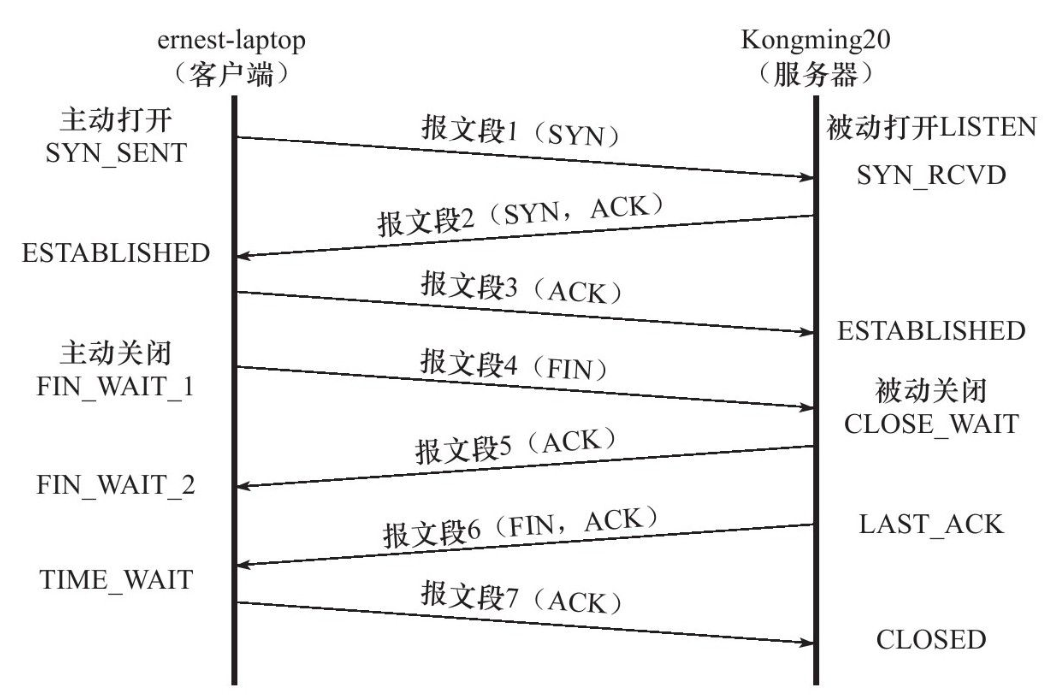 ernest-laptop
（客户端）
Kongming20
（服务器）
主动打开
SYN_SENT
报文段1（SYN）
被动打开LISTEN
SYN_RCVD
报文段2（SYN，ACK）
ESTABLISHED
报文段3（ACK）
ESTABLISHED
主动关闭
FIN_WAIT_1
报文段4（FIN）
被动关闭
CLOSE_WAIT
报文段5（ACK）
FIN_WAIT_2
报文段6（FIN，ACK）
LAST_ACK
TIME_WAIT
报文段7（ACK）
CLOSED